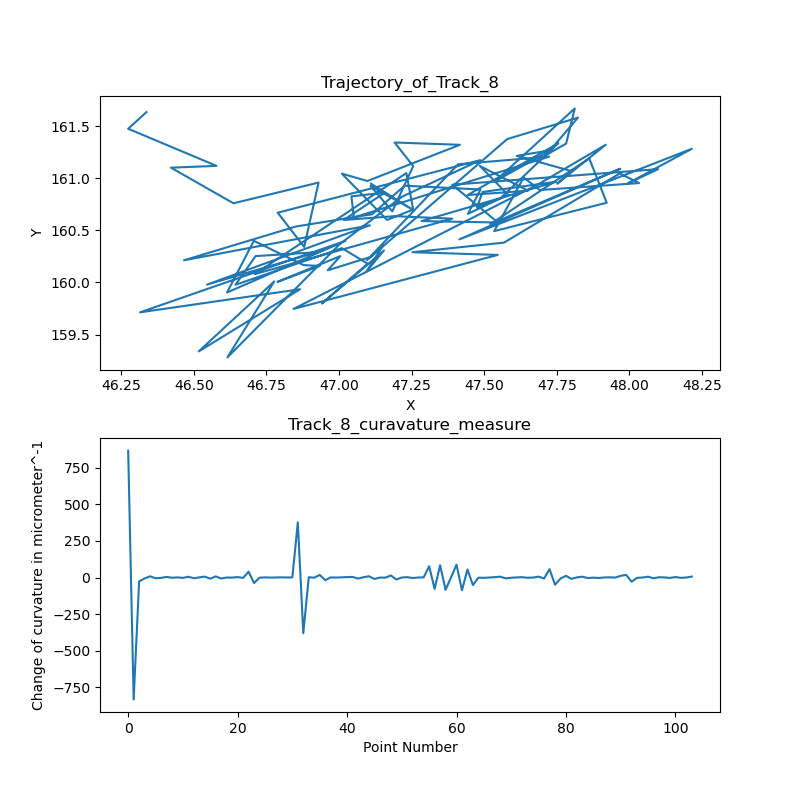 Trajectory_of_Track_8
161.5
161.0
160.5
160.0
159.5
Y
46.25 46.50 46.75 47.00 47.25 47.50 47.75 48.00 48.25
X
Track_8_curavature_measure
750
500
250
0
−250
−500
−750
Change of curvature in micrometer^-1
0 20 40 60 80 100
Point Number